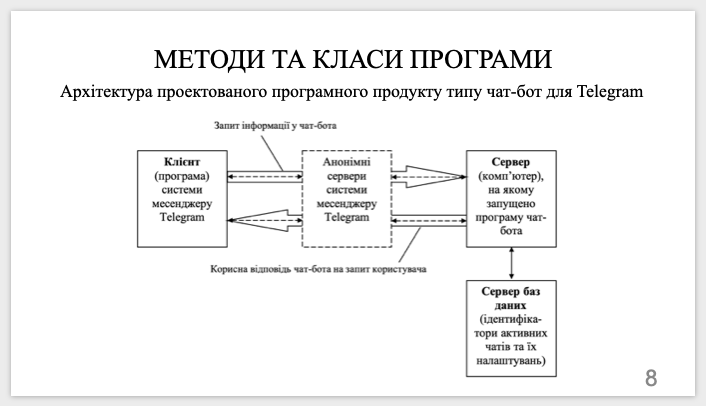 МЕТОДИ ТА КЛАСИ ПРОГРАМИ
Архітектура проектованого програмного продукту типу чат-бот для Telegram
Запит інформації у чат-бота
Клієнт
(програма)
системи
месенджеру
Telegram
Анонімні
сервери
системи
месенджеру
Telegram
Сервер
(комп’ютер),
на якому
запущено
програму чат-
бота
Корисна відповідь чат-бота на запит користувача
Сервер баз
даних
(ідентифіка-
тори активних
чатів та їх
налаштувань)
8